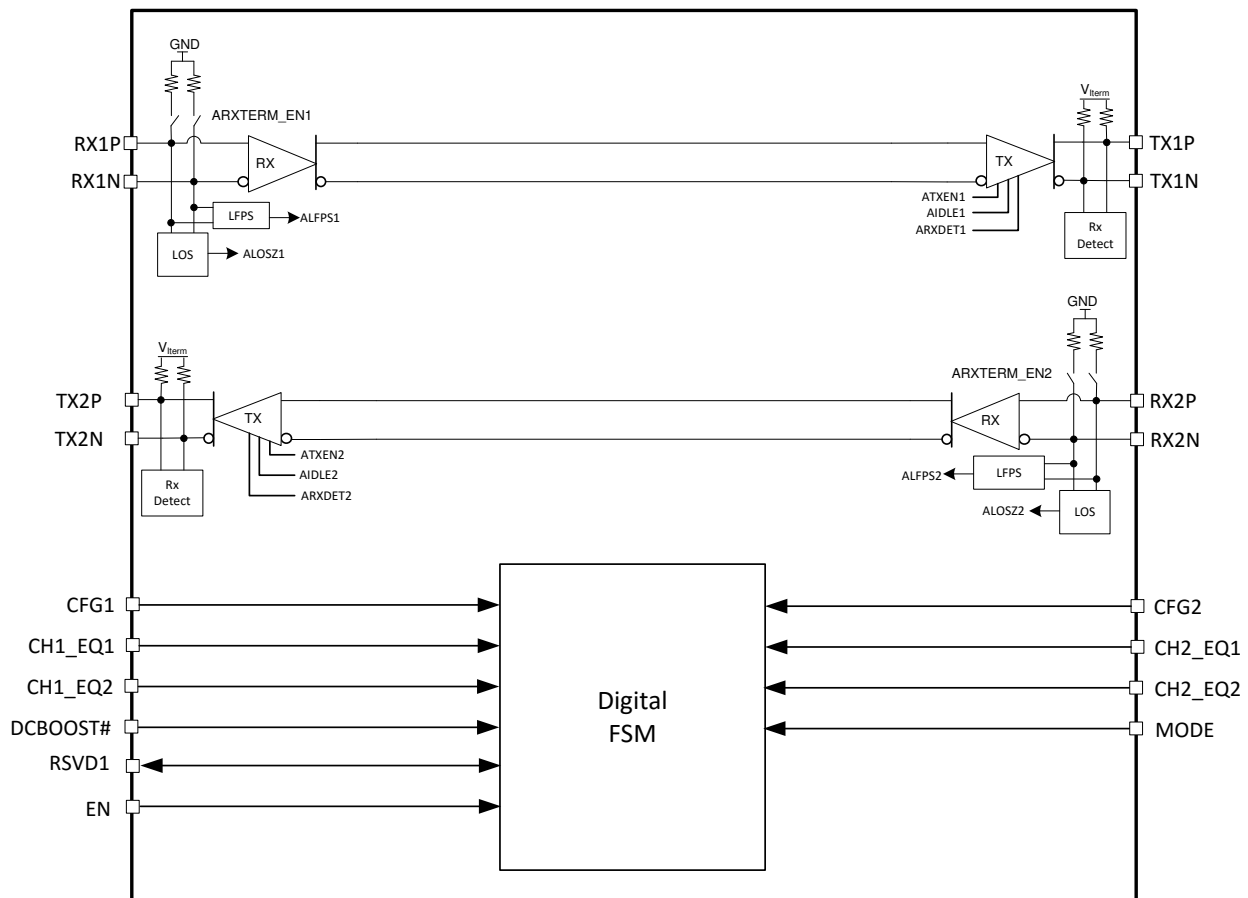 GND
ARXTERM_EN1
RX1P
RX1N
RX
LFPS
ALFPS1
LOS
ALOSZ1
VIterm
TX
TX1P
TX1N
ATXEN1
AIDLE1
ARXDET1
Rx
Detect
VIterm
TX2P
TX2N
TX
ATXEN2
AIDLE2
ARXDET2
Rx
Detect
GND
ARXTERM_EN2
RX
RX2P
RX2N
ALFPS2
LFPS
ALOSZ2
LOS
CFG1
CH1_EQ1
CH1_EQ2
DCBOOST#
RSVD1
EN
Digital
FSM
CFG2
CH2_EQ1
CH2_EQ2
MODE